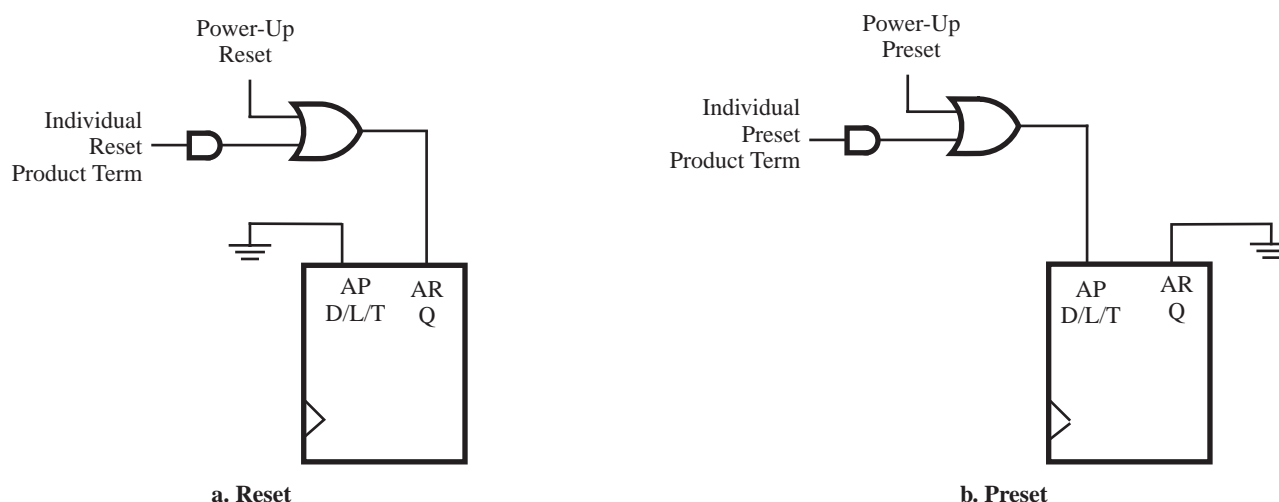 Power-Up
Reset
Individual
Reset
Product Term
AP
AR
D/L/T
Q
a. Reset
Power-Up
Preset
Individual
Preset
Product Term
AP
AR
D/L/T
Q
b. Preset